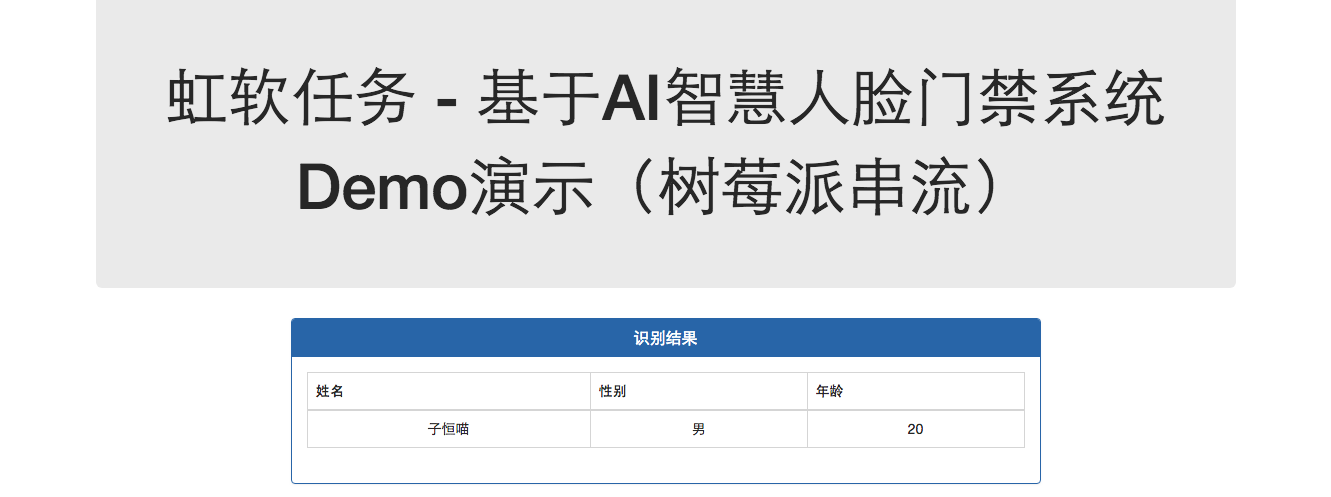 虹软任务 - 基于AI智慧人脸门禁系统
Demo演示（树莓派串流）
识别结果
姓名 性别 年龄
子恒喵 男 20